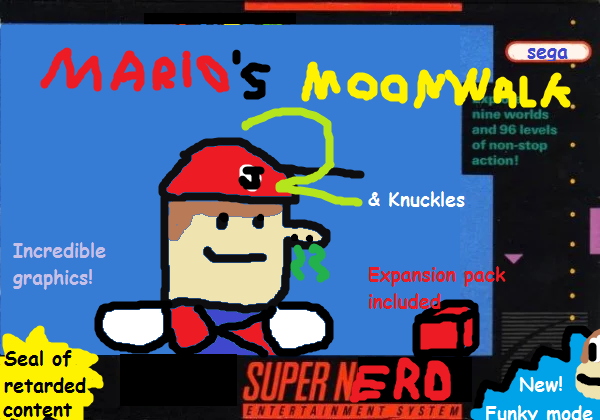 sega
MARIO'S MOONWALK
2
nine worlds
and 96 levels
of non-stop
action!
J
& Knuckles
Incredible
graphics!
Expansion pack
included
Seal of
retarded
content
SUPER NERD
ENTERTAINMENT SYSTEM
New!
Funky mode